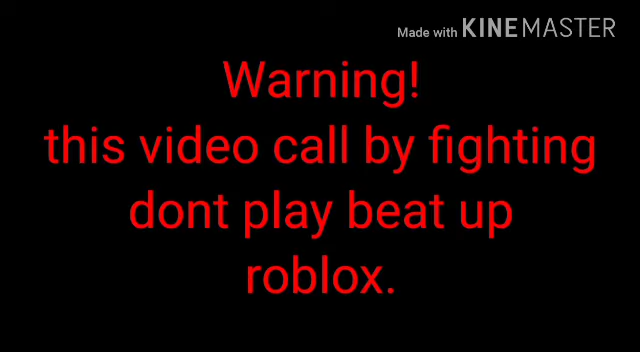 Made with KINEMASTER
Warning!
this video call by fighting
dont play beat up
roblox.